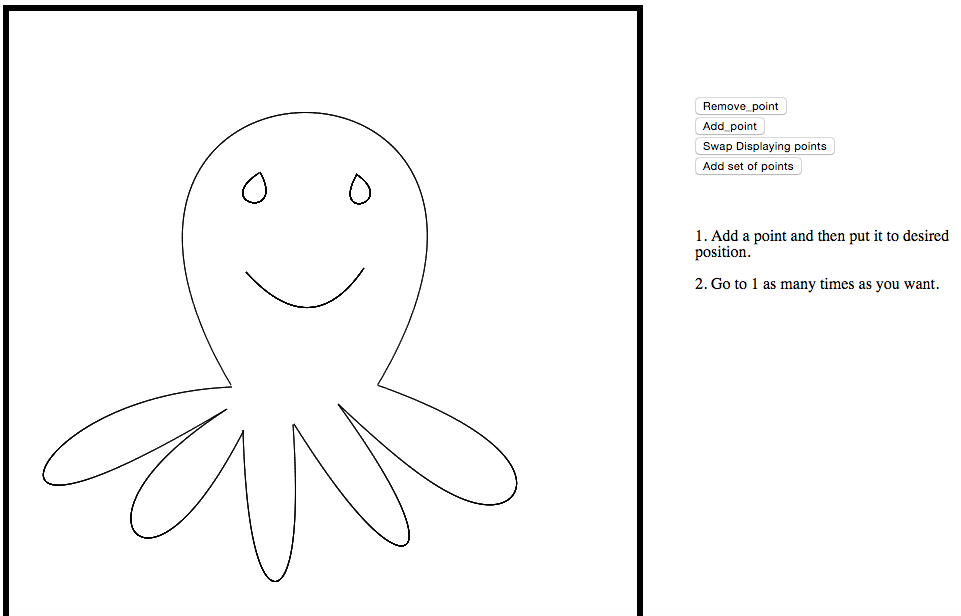 Remove_point
Add_point
Swap Displaying points
Add set of points
1. Add a point and then put it to desired
position.
2. Go to 1 as many times as you want.